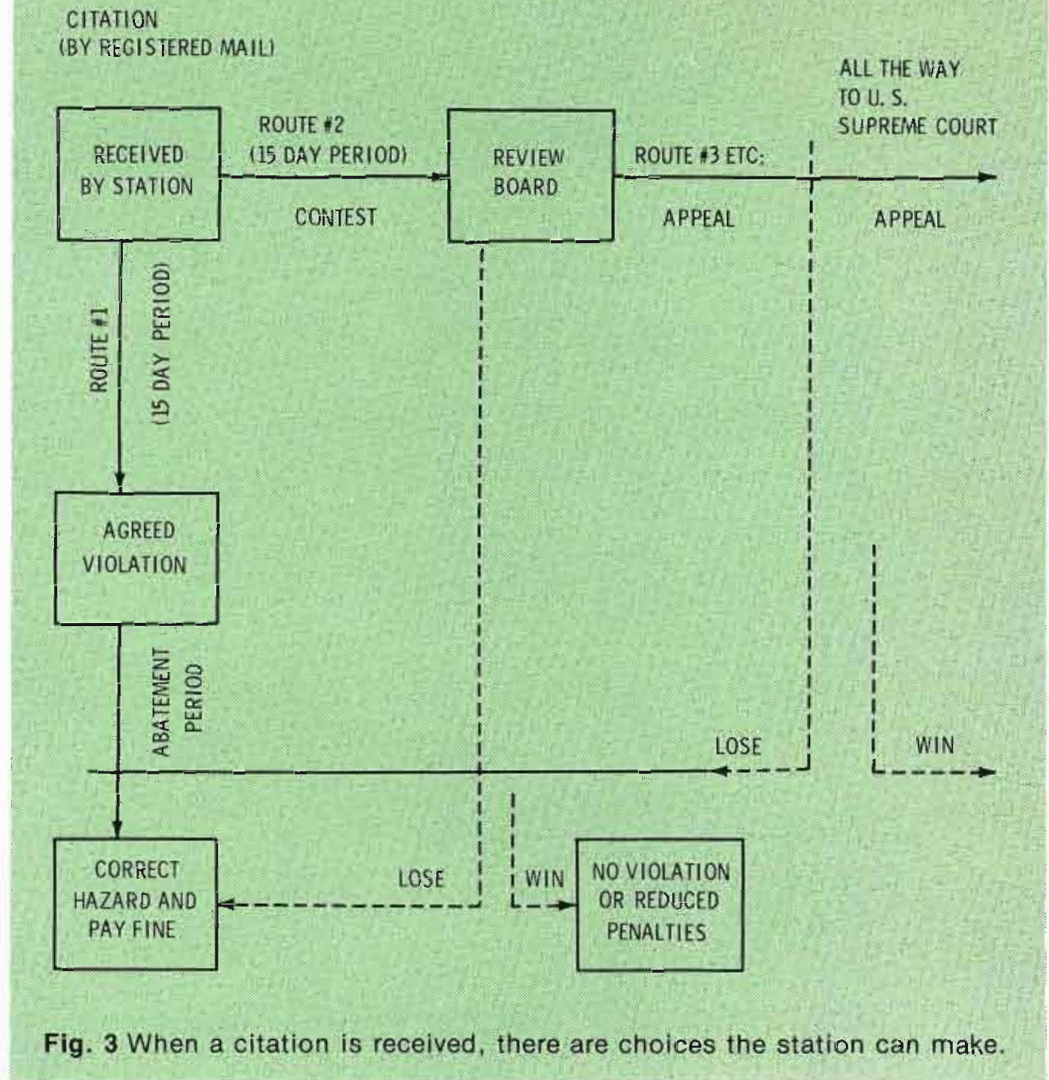 CITATION
(BY REGISTERED MAIL)
ALL THE WAY
TO U. S.
SUPREME COURT
RECEIVED
BY STATION
ROUTE #2
(15 DAY PERIOD)
CONTEST
REVIEW
BOARD
ROUTE #3 ETC:
APPEAL
APPEAL
ROUTE #1
(15 DAY PERIOD)
AGREED
VIOLATION
ABATEMENT
PERIOD
LOSE
WIN
CORRECT
HAZARD AND
PAY FINE
LOSE
WIN
NO VIOLATION
OR REDUCED
PENALTIES
Fig. 3 When a citation is received, there are choices the station can make.